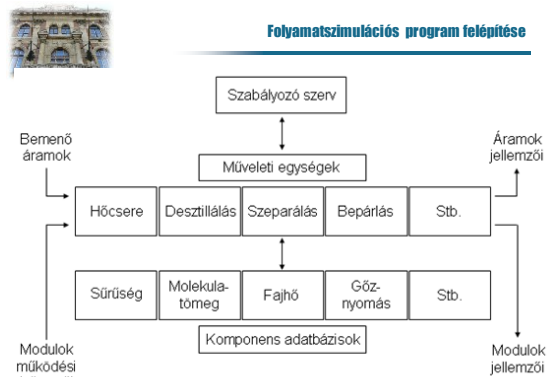 Folyamatszimulációs program felépítése
Szabályozó szerv
Bemenő
áramok
Áramok
jellemzői
Műveleti egységek
Hőcsere
Desztillálás
Szeparálás
Bepárlás
Stb.
Sűrűség
Molekula-
tömeg
Fajhő
Gőz-
nyomás
Stb.
Komponens adatbázisok
Modulok
működési
Modulok
jellemzői